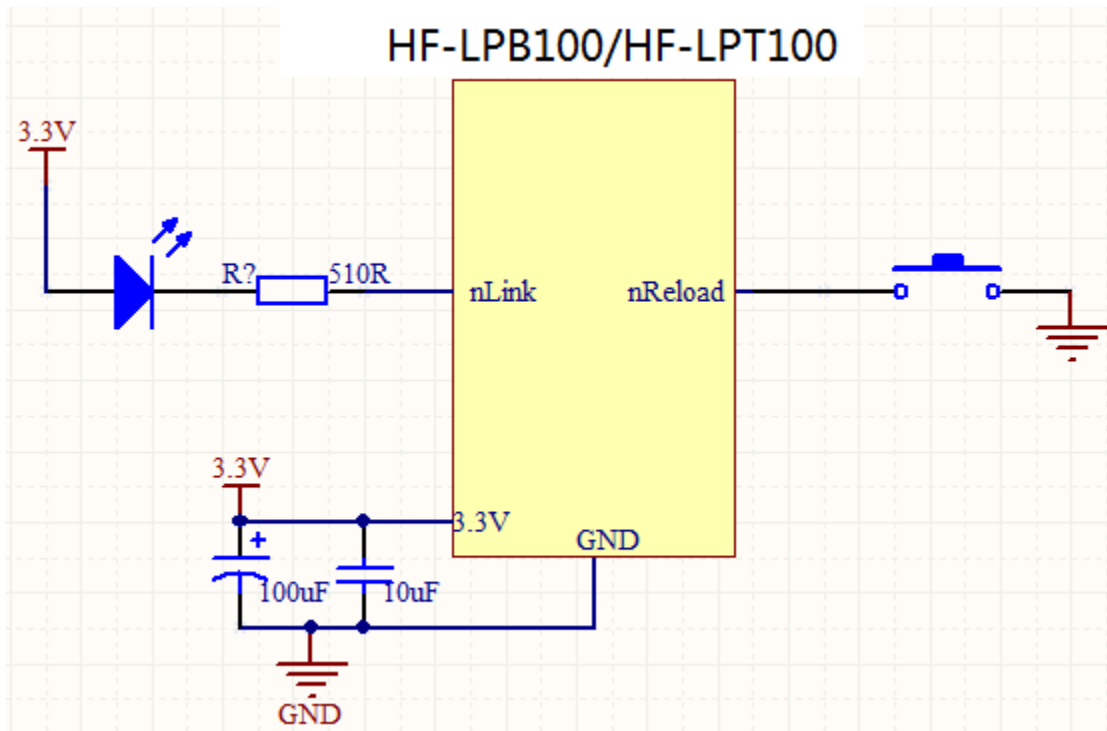 HF-LPB100/HF-LPT100
3.3V
R? 510R
nLink
nReload
3.3V
3.3V
GND
+
100uF
10uF
GND